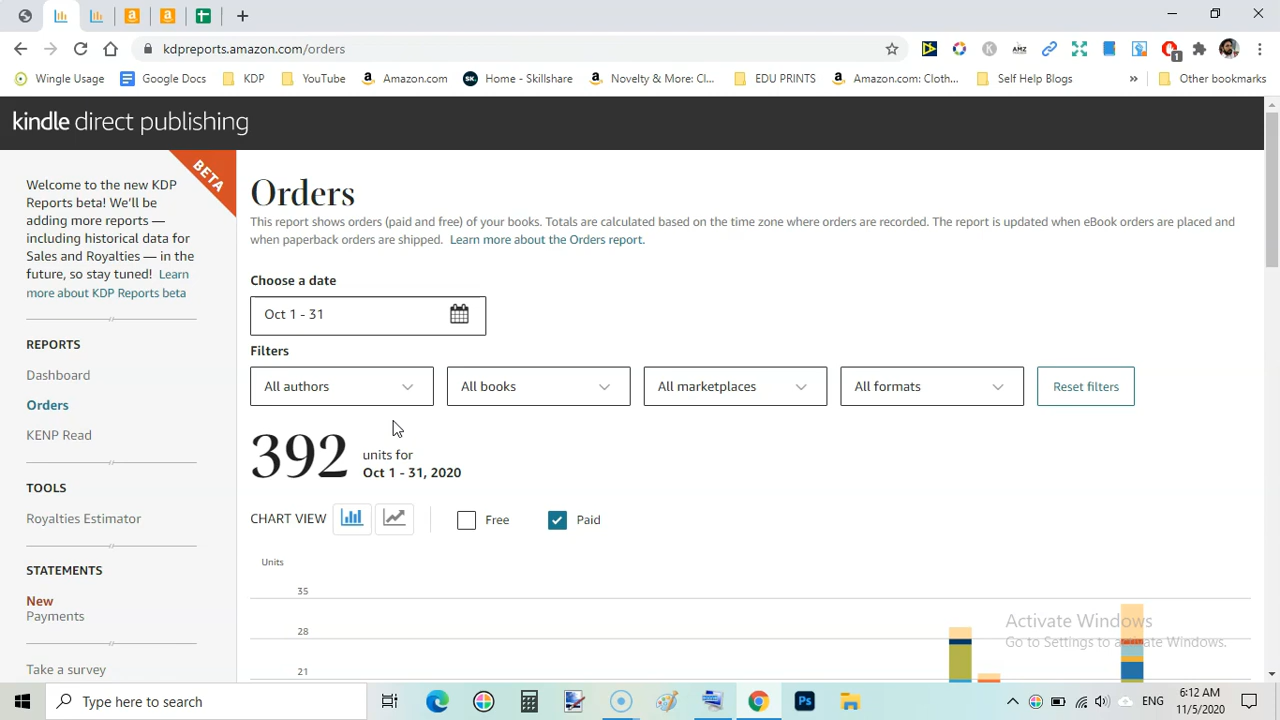 kdpreports.amazon.com/orders
1
Wingle Usage
Google Docs
KDP
YouTube
Amazon.com
SK
Home - Skillshare
Novelty & More: Cl...
EDU PRINTS
Amazon.com: Cloth...
Self Help Blogs
»
Other bookmarks
kindle direct publishing
BETA
Welcome to the new KDP
Reports beta! We'll be
adding more reports —
including historical data for
Sales and Royalties — in the
future, so stay tuned! Learn
more about KDP Reports beta
REPORTS
Dashboard
Orders
KENP Read
TOOLS
Royalties Estimator
STATEMENTS
New
Payments
Take a survey
Orders
This report shows orders (paid and free) of your books. Totals are calculated based on the time zone where orders are recorded. The report is updated when eBook orders are placed and
when paperback orders are shipped. Learn more about the Orders report.
Choose a date
Oct 1 - 31
Filters
All authors
All books
All marketplaces
All formats
Reset filters
392
units for
Oct 1 - 31, 2020
CHART VIEW
Free
Paid
Units
35
28
21
Activate Windows
Go to Settings to activate Windows.
Type here to search
Ps
ENG
6:12 AM
11/5/2020